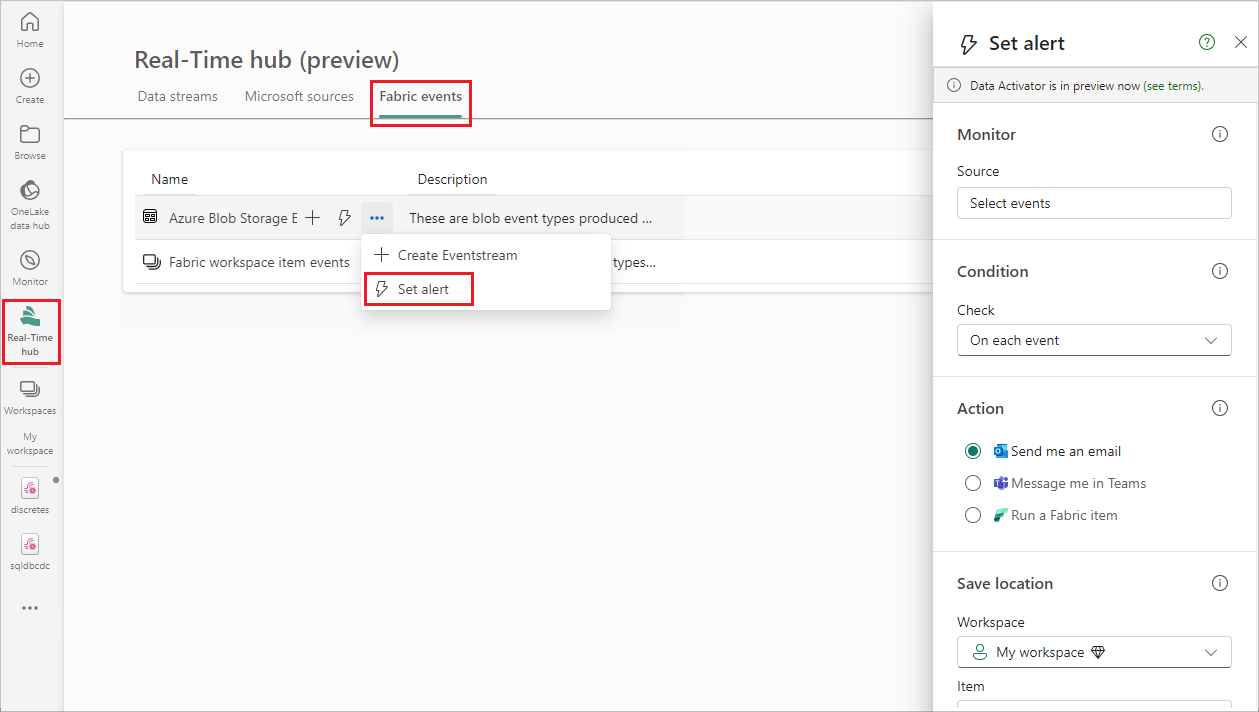 Home
Create
Browse
OneLake
data hub
Monitor
Real-Time
hub
Workspaces
My
workspace
discretes
sqldbcdc
Real-Time hub (preview)
Data streams
Microsoft sources
Fabric events
Name
Description
Azure Blob Storage E
These are blob event types produced ...
Fabric workspace item events
types...
Create Eventstream
Set alert
Set alert
Data Activator is in preview now (see terms).
Monitor
Source
Select events
Condition
Check
On each event
Action
Send me an email
Message me in Teams
Run a Fabric item
Save location
Workspace
My workspace
Item